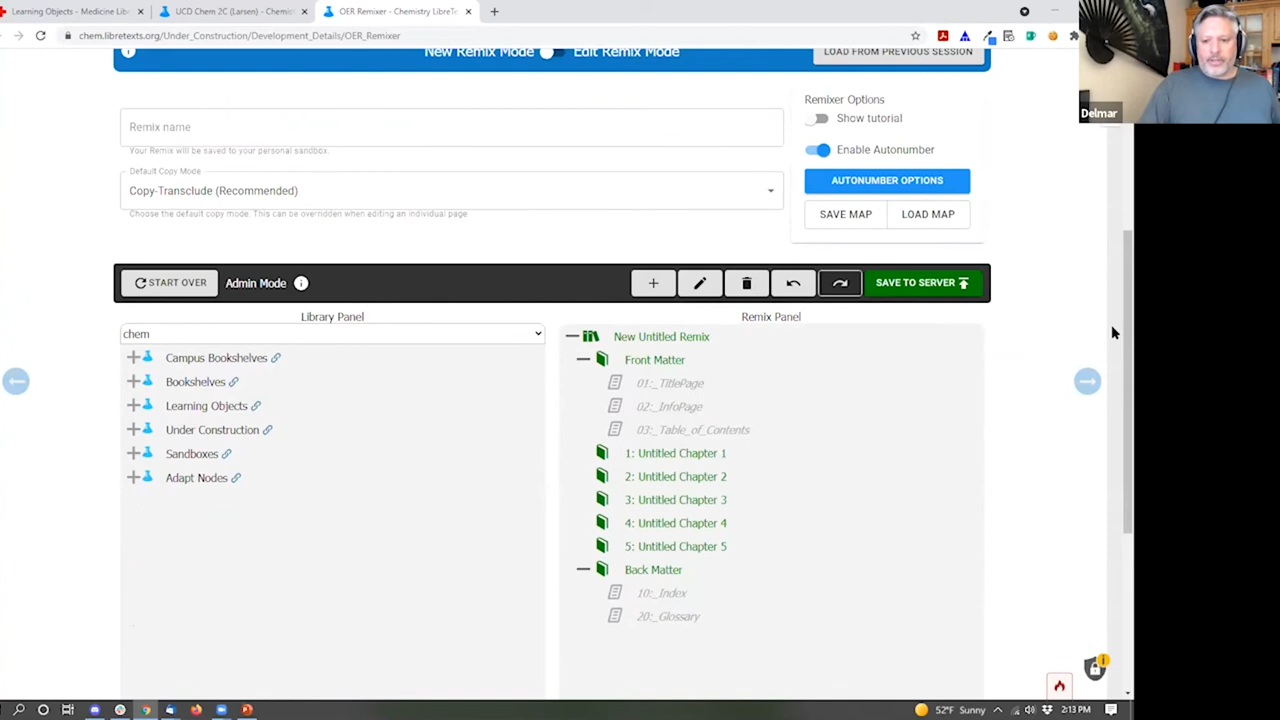 Learning Objects - Medicine Libr
UCD Chem 2C (Larsen) - Chemist
OER Remixer - Chemistry LibreTe
chem.libretexts.org/Under_Construction/Development_Details/OER_Remixer
New Remix Mode
Edit Remix Mode
LOAD FROM PREVIOUS SESSION
Delmar
Remix name
Your Remix will be saved to your personal sandbox.
Default Copy Mode
Copy-Transclude (Recommended)
Choose the default copy mode. This can be overridden when editing an individual page
Remixer Options
Show tutorial
Enable Autonumber
AUTONUMBER OPTIONS
SAVE MAP
LOAD MAP
START OVER
Admin Mode
SAVE TO SERVER
Library Panel
chem
Campus Bookshelves
Bookshelves
Learning Objects
Under Construction
Sandboxes
Adapt Nodes
Remix Panel
New Untitled Remix
Front Matter
01:_TitlePage
02:_InfoPage
03:_Table_of_Contents
1: Untitled Chapter 1
2: Untitled Chapter 2
3: Untitled Chapter 3
4: Untitled Chapter 4
5: Untitled Chapter 5
Back Matter
10:_Index
20:_Glossary
52°F Sunny
2:13 PM